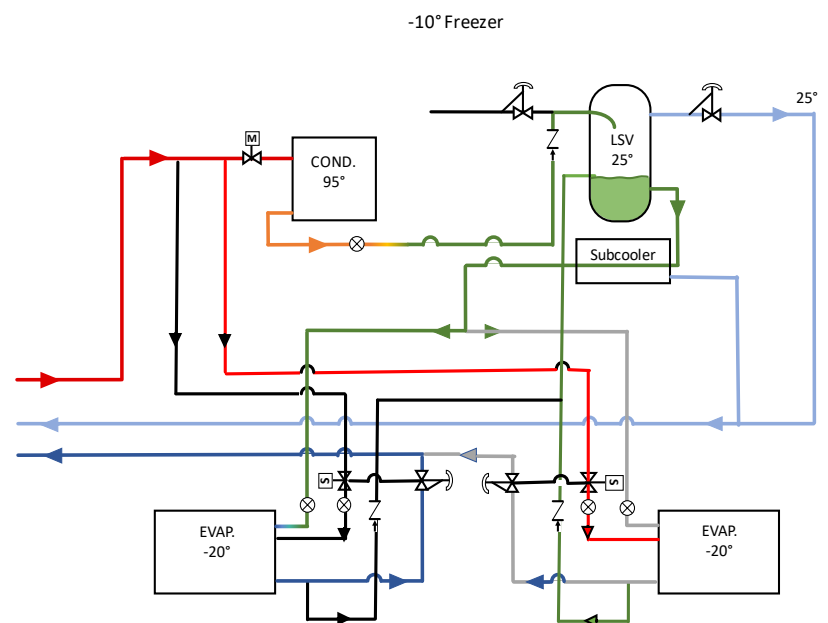 -10° Freezer
25°
LSV
25°
M
COND.
95°
Subcooler
S
S
EVAP.
-20°
EVAP.
-20°